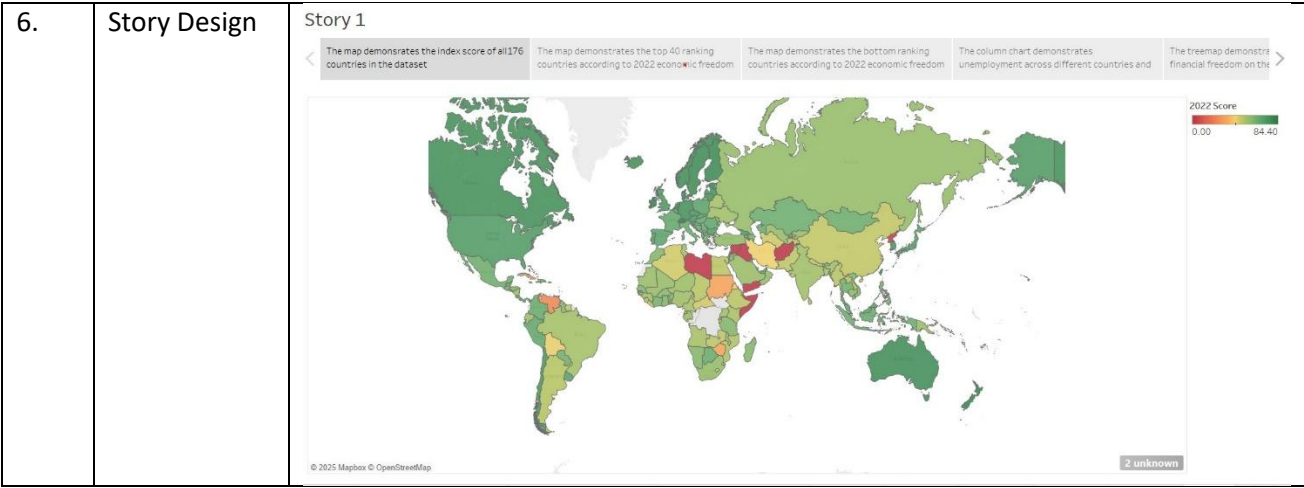 6.
Story Design
Story 1
The map demonsrates the index score of all176
countries in the dataset
The map demonstrates the top 40 ranking
countries according to 2022 economic freedom
The map demonstrates the bottom ranking
countries according to 2022 economic freedom
The column chart demonstrates
unemployment across different countries and
The treemap demonstra
financial freedom on the
2022 Score
0.00 84.40
© 2025 Mapbox © OpenStreetMap
2 unknown